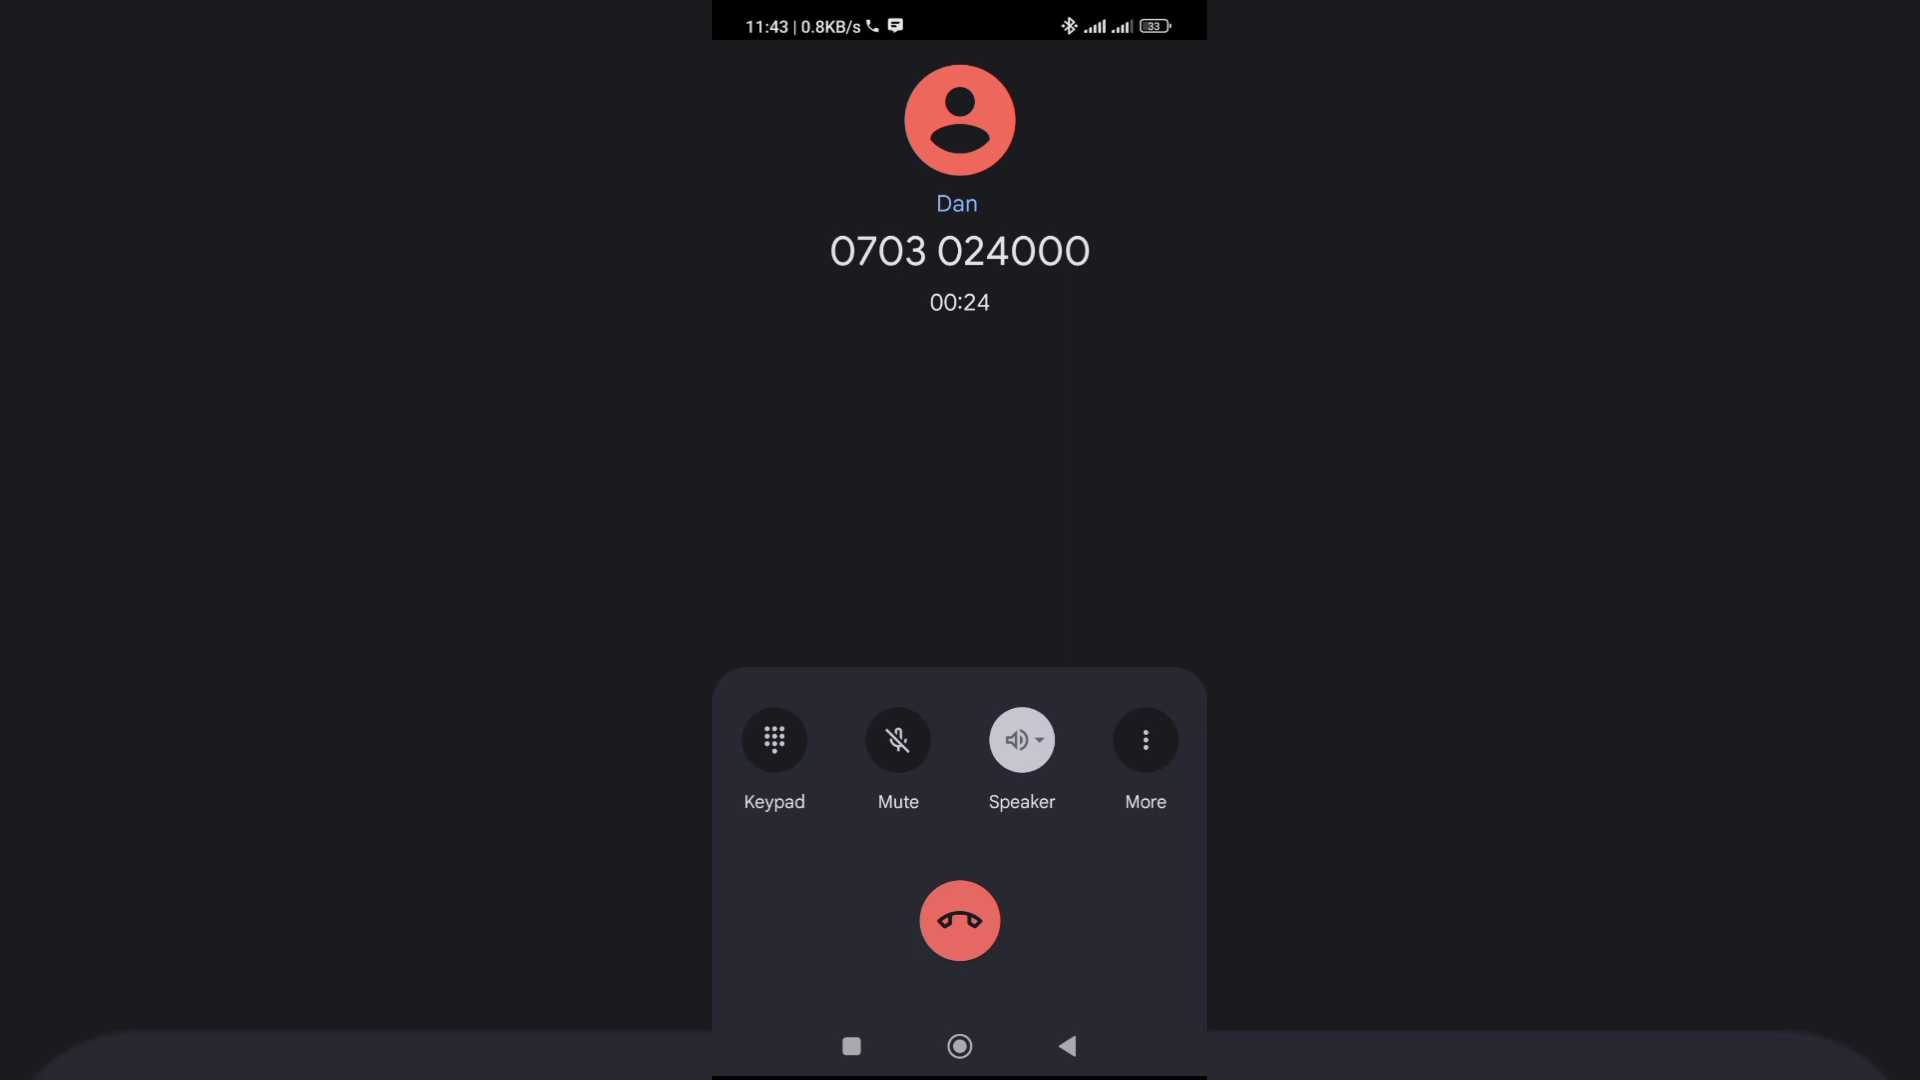 11:43 | 0.8KB/s 33
Dan
0703 024000
00:24
Keypad Mute Speaker More